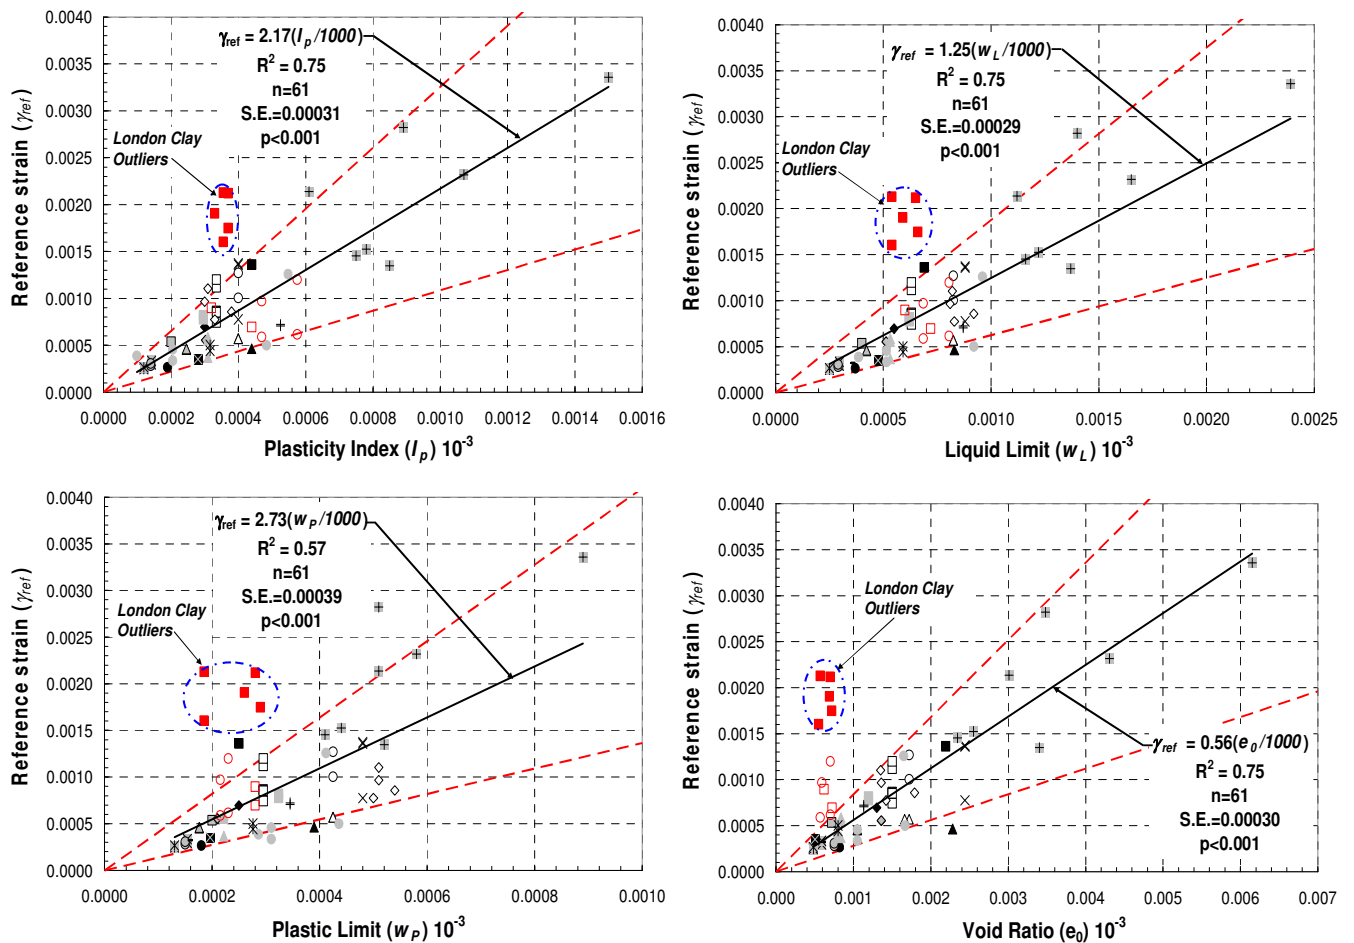 0.0040
0.0035
0.0030
0.0025
0.0020
0.0015
0.0010
0.0005
0.0000
Reference strain (γref)
γref = 2.17(Ip/1000)
R² = 0.75
n=61
S.E.=0.00031
p<0.001
London Clay
Outliers
0.0000 0.0002 0.0004 0.0006 0.0008 0.0010 0.0012 0.0014 0.0016
Plasticity Index (Ip) 10⁻³
0.0040
0.0035
0.0030
0.0025
0.0020
0.0015
0.0010
0.0005
0.0000
Reference strain (γref)
γref = 1.25(wL/1000)
R² = 0.75
n=61
S.E.=0.00029
p<0.001
London Clay
Outliers
0.0000 0.0005 0.0010 0.0015 0.0020 0.0025
Liquid Limit (wL) 10⁻³
0.0040
0.0035
0.0030
0.0025
0.0020
0.0015
0.0010
0.0005
0.0000
Reference strain (γref)
γref = 2.73(wP/1000)
R² = 0.57
n=61
S.E.=0.00039
p<0.001
London Clay
Outliers
0.0000 0.0002 0.0004 0.0006 0.0008 0.0010
Plastic Limit (wP) 10⁻³
0.0040
0.0035
0.0030
0.0025
0.0020
0.0015
0.0010
0.0005
0.0000
Reference strain (γref)
London Clay
Outliers
γref = 0.56(e0/1000)
R² = 0.75
n=61
S.E.=0.00030
p<0.001
0.000 0.001 0.002 0.003 0.004 0.005 0.006 0.007
Void Ratio (e0) 10⁻³